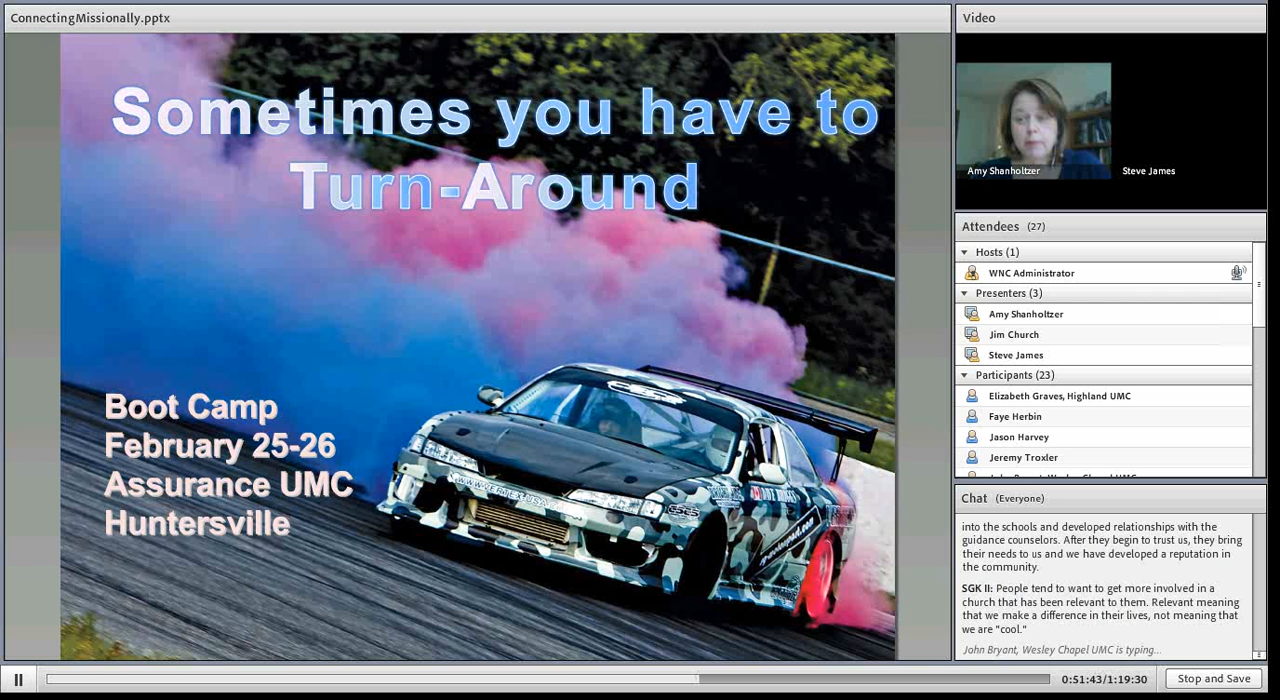 ConnectingMissionally.pptx
Sometimes you have to
Turn-Around
Boot Camp
February 25-26
Assurance UMC
Huntersville
Video
Amy Shanholtzer
Steve James
Attendees (27)
Hosts (1)
WNC Administrator
Presenters (3)
Amy Shanholtzer
Jim Church
Steve James
Participants (23)
Elizabeth Graves, Highland UMC
Faye Herbin
Jason Harvey
Jeremy Troxler
Chat (Everyone)
into the schools and developed relationships with the
guidance counselors. After they begin to trust us, they bring
their needs to us and we have developed a reputation in
the community.
SGK II: People tend to want to get more involved in a
church that has been relevant to them. Relevant meaning
that we make a difference in their lives, not meaning that
we are "cool."
John Bryant, Wesley Chapel UMC is typing...
0:51:43/1:19:30
Stop and Save